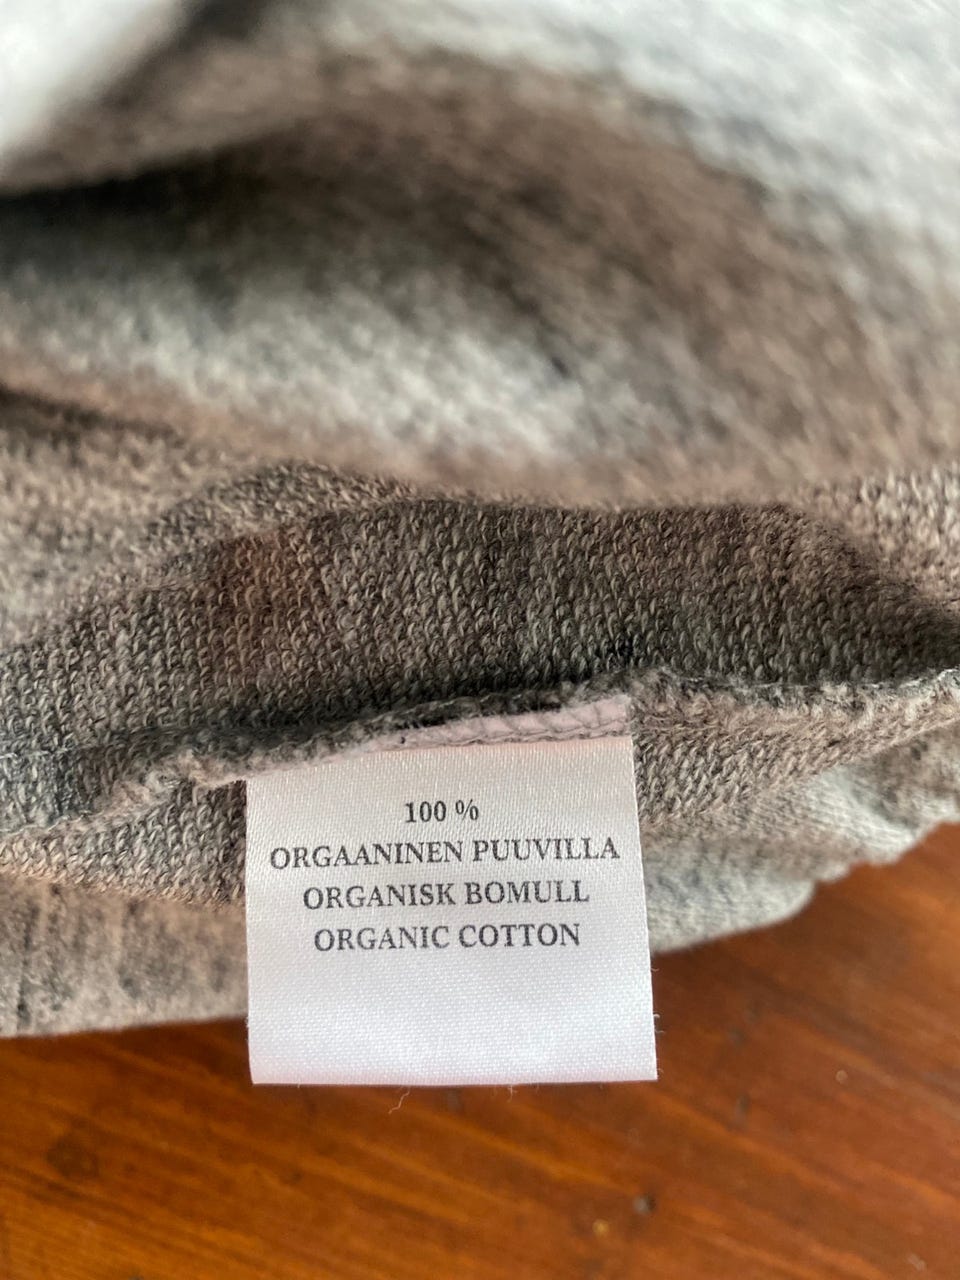 100 %
ORGAANINEN PUUVILLA
ORGANISK BOMULL
ORGANIC COTTON